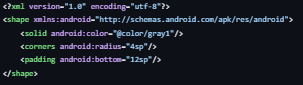 <?xml version="1.0" encoding="utf-8"?>
<shape xmlns:android="http://schemas.android.com/apk/res/android">
    <solid android:color="@color/gray1"/>
    <corners android:radius="4sp"/>
    <padding android:bottom="12sp"/>
</shape>